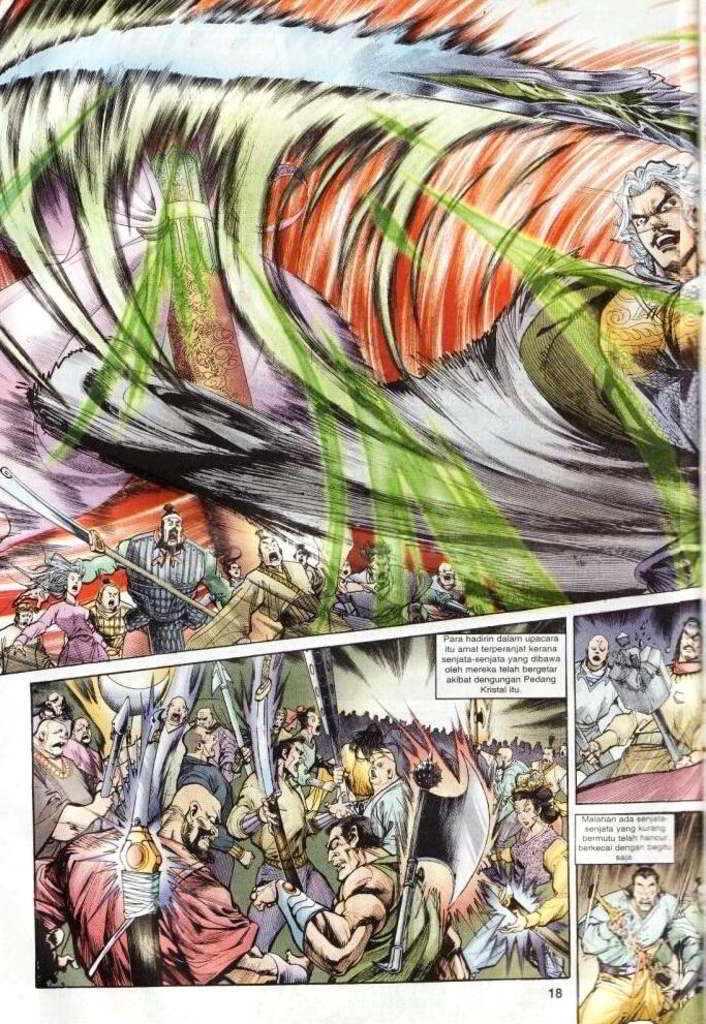 Para hadirin dalam upacara
itu amat terperanjat kerana
senjata-senjata yang dibawa
oleh mereka telah bergetar
akibat dengungan Pedang
Kristal itu.
Malahan ada senjata-
senjata yang kurang
bermutu telah hancur
berkecai dengan begitu
saja.
18